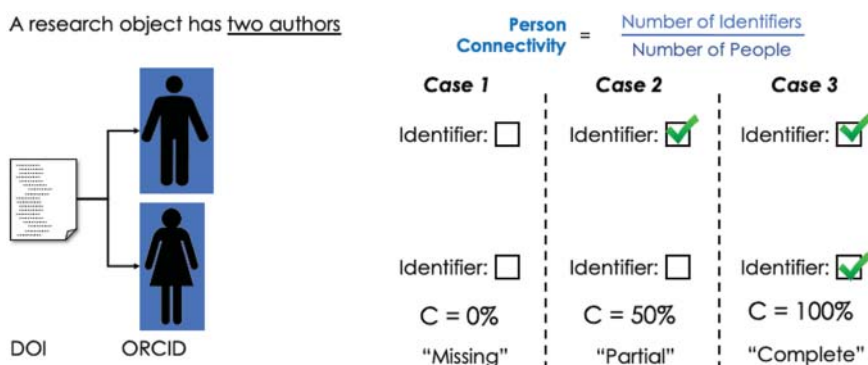 A research object has two authors
Person Connectivity = Number of Identifiers / Number of People
Case 1 Case 2 Case 3
Identifier: Identifier: Identifier:
Identifier: Identifier: Identifier:
C = 0% C = 50% C = 100%
DOI ORCID "Missing" "Partial" "Complete"